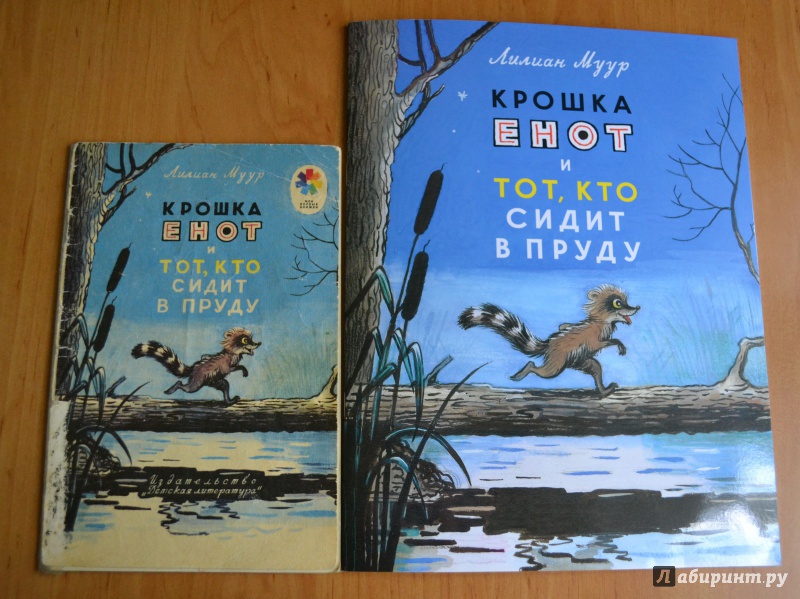 Лилиан Муур
КРОШКА
ЕНОТ
и
ТОТ, КТО
СИДИТ
В ПРУДУ
Издательство
„Детская литература"
Лилиан Муур
КРОШКА
ЕНОТ
и
ТОТ, КТО
СИДИТ
В ПРУДУ
Лабиринт.ру